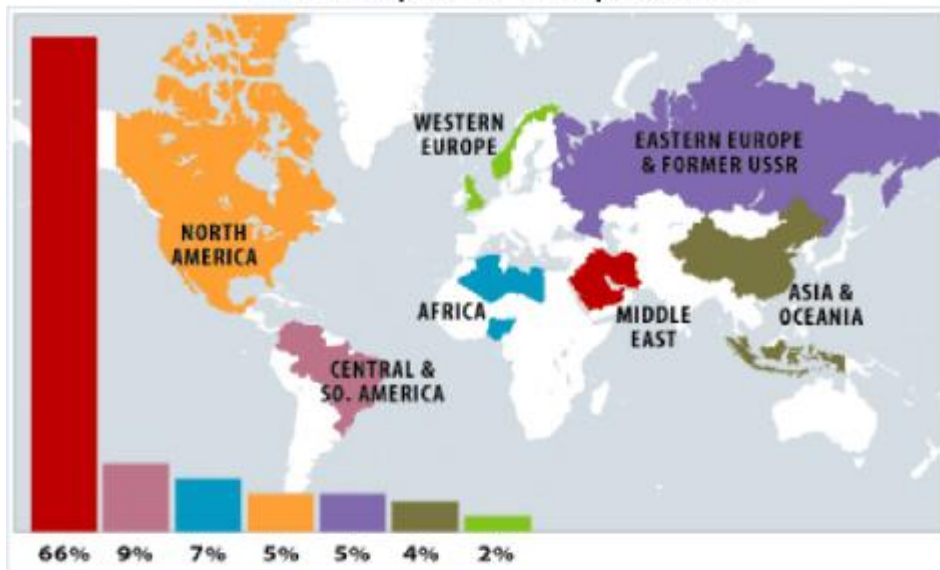 WESTERN
EUROPE
EASTERN EUROPE
& FORMER USSR
NORTH
AMERICA
AFRICA
MIDDLE
EAST
ASIA &
OCEANIA
CENTRAL &
SO. AMERICA
66% 9% 7% 5% 5% 4% 2%